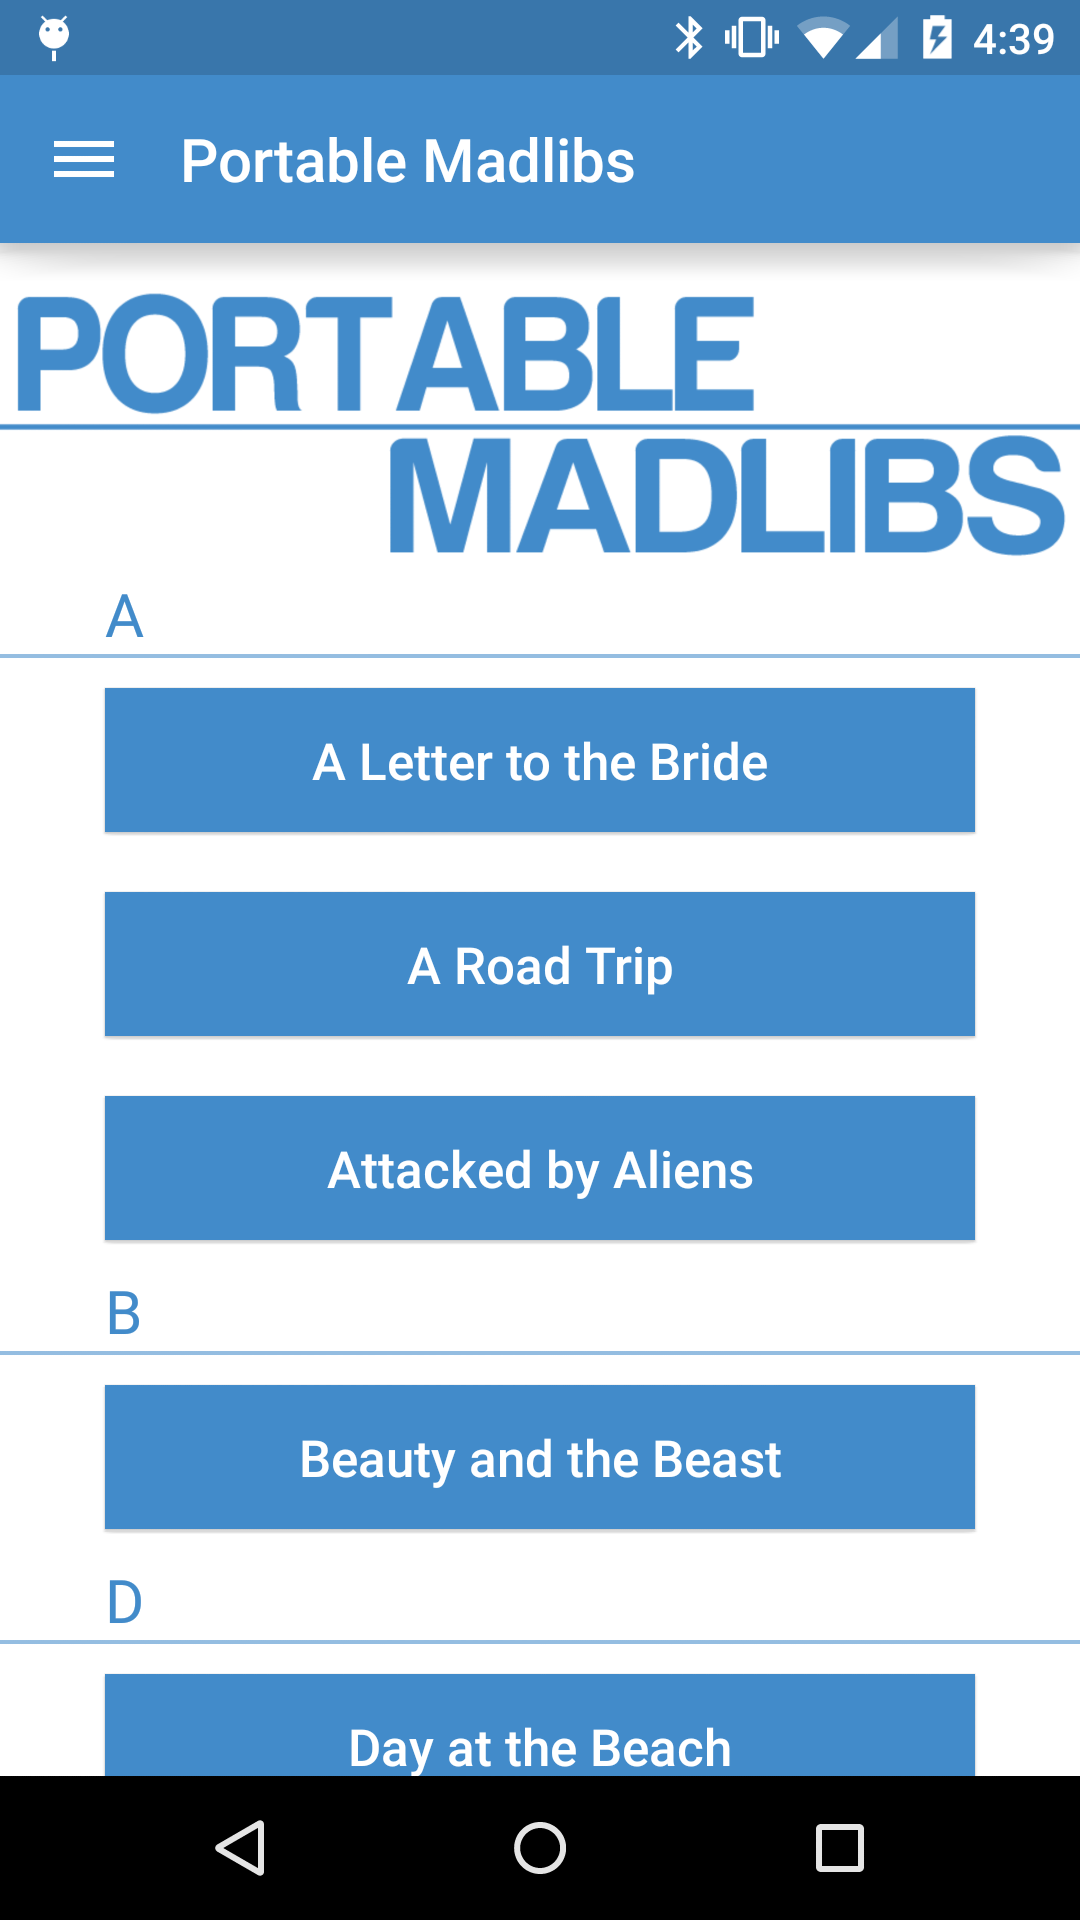 4:39
Portable Madlibs
PORTABLE
MADLIBS
A
A Letter to the Bride
A Road Trip
Attacked by Aliens
B
Beauty and the Beast
D
Day at the Beach